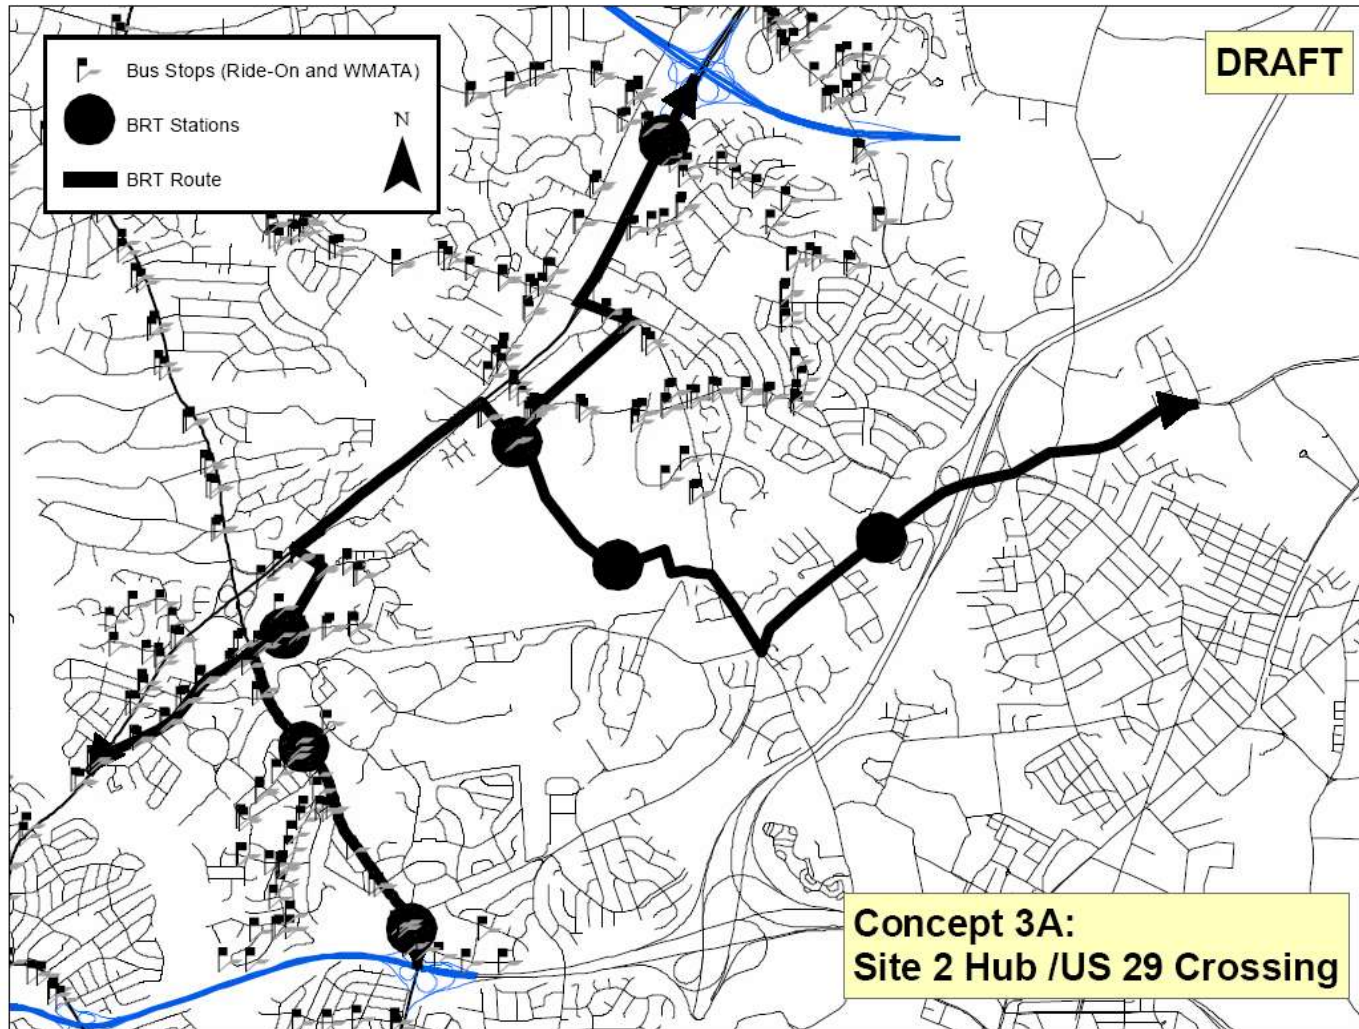 Bus Stops (Ride-On and WMATA)
BRT Stations
BRT Route
N
DRAFT
Concept 3A:
Site 2 Hub /US 29 Crossing